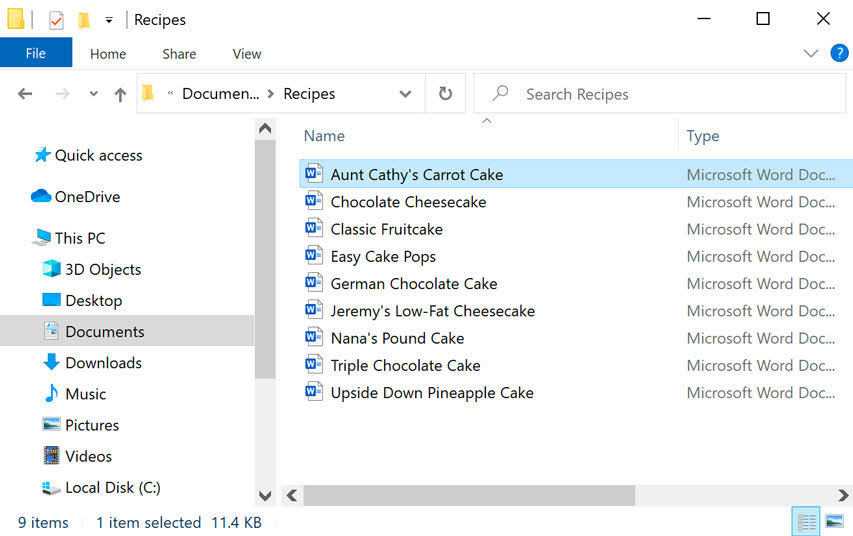 Recipes
File Home Share View ?
« Documen... > Recipes Search Recipes
Name Type
Quick access
OneDrive
This PC
3D Objects
Desktop
Documents
Downloads
Music
Pictures
Videos
Local Disk (C:)
Aunt Cathy's Carrot Cake Microsoft Word Doc...
Chocolate Cheesecake Microsoft Word Doc...
Classic Fruitcake Microsoft Word Doc...
Easy Cake Pops Microsoft Word Doc...
German Chocolate Cake Microsoft Word Doc...
Jeremy's Low-Fat Cheesecake Microsoft Word Doc...
Nana's Pound Cake Microsoft Word Doc...
Triple Chocolate Cake Microsoft Word Doc...
Upside Down Pineapple Cake Microsoft Word Doc...
9 items 1 item selected 11.4 KB